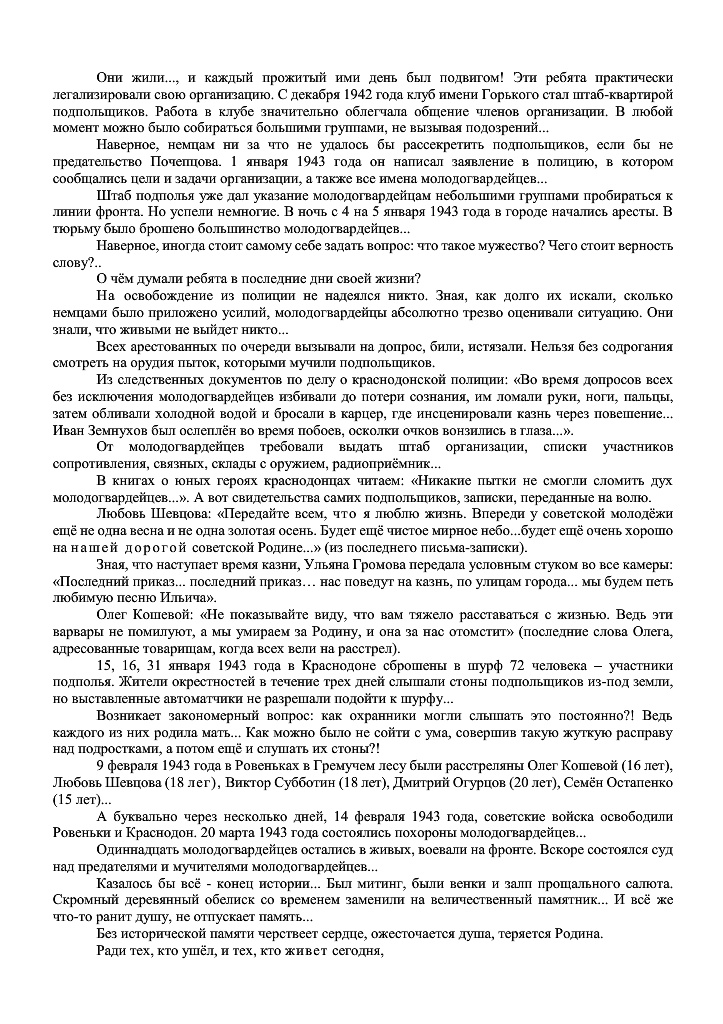 Они жили..., и каждый прожитый ими день был подвигом! Эти ребята практически
легализировали свою организацию. С декабря 1942 года клуб имени Горького стал штаб-квартирой
подпольщиков. Работа в клубе значительно облегчала общение членов организации. В любой
момент можно было собираться большими группами, не вызывая подозрений...
Наверное, немцам ни за что не удалось бы рассекретить подпольщиков, если бы не
предательство Почепцова. 1 января 1943 года он написал заявление в полицию, в котором
сообщались цели и задачи организации, а также все имена молодогвардейцев...
Штаб подполья уже дал указание молодогвардейцам небольшими группами пробираться к
линии фронта. Но успели немногие. В ночь с 4 на 5 января 1943 года в городе начались аресты. В
тюрьму было брошено большинство молодогвардейцев...
Наверное, иногда стоит самому себе задать вопрос: что такое мужество? Чего стоит верность
слову?..
О чём думали ребята в последние дни своей жизни?
На освобождение из полиции не надеялся никто. Зная, как долго их искали, сколько
немцами было приложено усилий, молодогвардейцы абсолютно трезво оценивали ситуацию. Они
знали, что живыми не выйдет никто...
Всех арестованных по очереди вызывали на допрос, били, истязали. Нельзя без содрогания
смотреть на орудия пыток, которыми мучили подпольщиков.
Из следственных документов по делу о краснодонской полиции: «Во время допросов всех
без исключения молодогвардейцев избивали до потери сознания, им ломали руки, ноги, пальцы,
затем обливали холодной водой и бросали в карцер, где инсценировали казнь через повешение...
Иван Земнухов был ослеплён во время побоев, осколки очков вонзились в глаза...».
От молодогвардейцев требовали выдать штаб организации, списки участников
сопротивления, связных, склады с оружием, радиоприёмник...
В книгах о юных героях краснодонцах читаем: «Никакие пытки не смогли сломить дух
молодогвардейцев...». А вот свидетельства самих подпольщиков, записки, переданные на волю.
Любовь Шевцова: «Передайте всем, что я люблю жизнь. Впереди у советской молодёжи
ещё не одна весна и не одна золотая осень. Будет ещё чистое мирное небо...будет ещё очень хорошо
на нашей дорогой советской Родине...» (из последнего письма-записки).
Зная, что наступает время казни, Ульяна Громова передала условным стуком во все камеры:
«Последний приказ... последний приказ… нас поведут на казнь, по улицам города... мы будем петь
любимую песню Ильича».
Олег Кошевой: «Не показывайте виду, что вам тяжело расставаться с жизнью. Ведь эти
варвары не помилуют, а мы умираем за Родину, и она за нас отомстит» (последние слова Олега,
адресованные товарищам, когда всех вели на расстрел).
15, 16, 31 января 1943 года в Краснодоне сброшены в шурф 72 человека – участники
подполья. Жители окрестностей в течение трех дней слышали стоны подпольщиков из-под земли,
но выставленные автоматчики не разрешали подойти к шурфу...
Возникает закономерный вопрос: как охранники могли слышать это постоянно?! Ведь
каждого из них родила мать... Как можно было не сойти с ума, совершив такую жуткую расправу
над подростками, а потом ещё и слушать их стоны?!
9 февраля 1943 года в Ровеньках в Гремучем лесу были расстреляны Олег Кошевой (16 лет),
Любовь Шевцова (18 лет), Виктор Субботин (18 лет), Дмитрий Огурцов (20 лет), Семён Остапенко
(15 лет)...
А буквально через несколько дней, 14 февраля 1943 года, советские войска освободили
Ровеньки и Краснодон. 20 марта 1943 года состоялись похороны молодогвардейцев...
Одиннадцать молодогвардейцев остались в живых, воевали на фронте. Вскоре состоялся суд
над предателями и мучителями молодогвардейцев...
Казалось бы всё - конец истории... Был митинг, были венки и залп прощального салюта.
Скромный деревянный обелиск со временем заменили на величественный памятник... И всё же
что-то ранит душу, не отпускает память...
Без исторической памяти черствеет сердце, ожесточается душа, теряется Родина.
Ради тех, кто ушёл, и тех, кто живет сегодня,